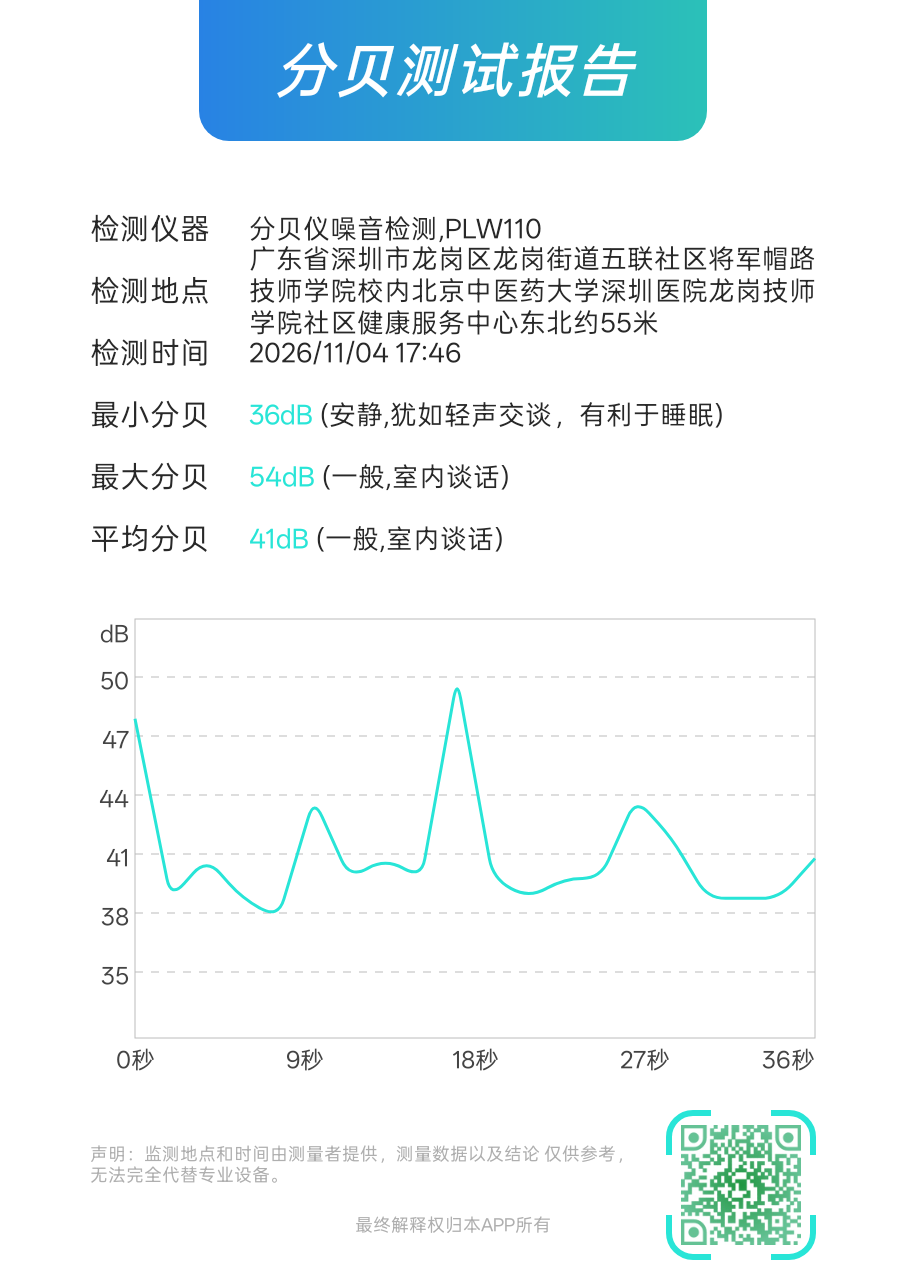 分贝测试报告
检测仪器 分贝仪噪音检测,PLW110
广东省深圳市龙岗区龙岗街道五联社区将军帽路
检测地点 技师学院校内北京中医药大学深圳医院龙岗技师
学院社区健康服务中心东北约55米
检测时间 2026/11/04 17:46
最小分贝 36dB (安静,犹如轻声交谈，有利于睡眠)
最大分贝 54dB (一般,室内谈话)
平均分贝 41dB (一般,室内谈话)
dB
50
47
44
41
38
35
0秒 9秒 18秒 27秒 36秒
声明：监测地点和时间由测量者提供，测量数据以及结论 仅供参考，
无法完全代替专业设备。
最终解释权归本APP所有